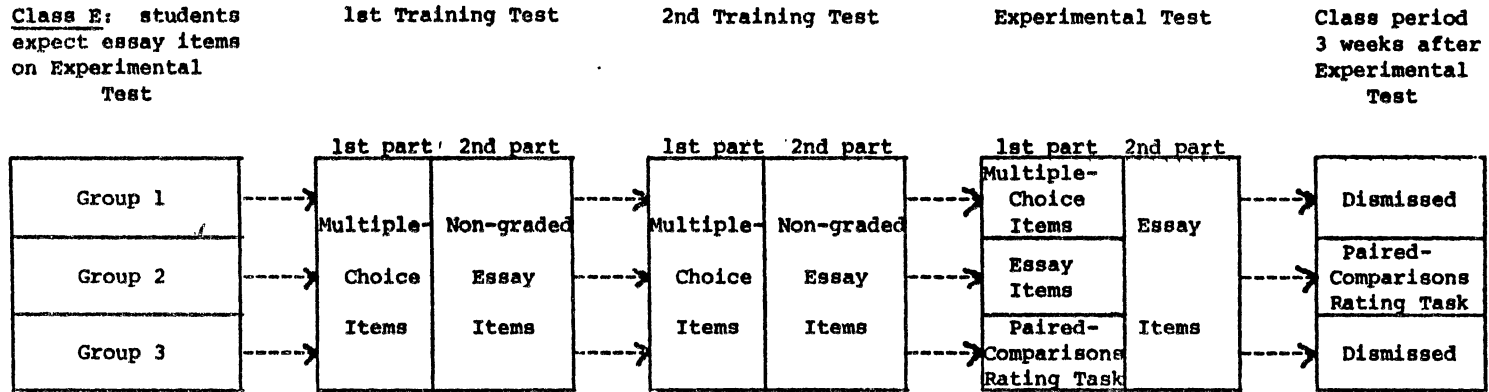 Class E: students
expect essay items
on Experimental
Test
1st Training Test
2nd Training Test
Experimental Test
Class period
3 weeks after
Experimental
Test
1st part 2nd part
1st part 2nd part
1st part 2nd part
Group 1
Group 2
Group 3
Multiple-
Choice
Items
Non-graded
Essay
Items
Multiple-
Choice
Items
Non-graded
Essay
Items
Multiple-
Choice
Items
Essay
Items
Paired-
Comparisons
Rating Task
Essay
Items
Dismissed
Paired-
Comparisons
Rating Task
Dismissed